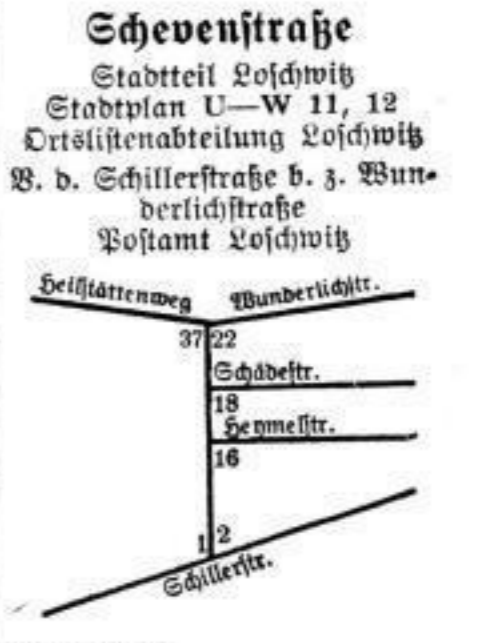 Schevenstraße
Stadtteil Loschwitz
Stadtplan U—W 11, 12
Ortslistenabteilung Loschwitz
V. d. Schillerstraße b. z. Wun-
derlichstraße
Postamt Loschwitz
Heilstättenweg Wunderlichstr.
37 22
Schädestr.
18
Heymelstr.
16
1 2
Schillerstr.